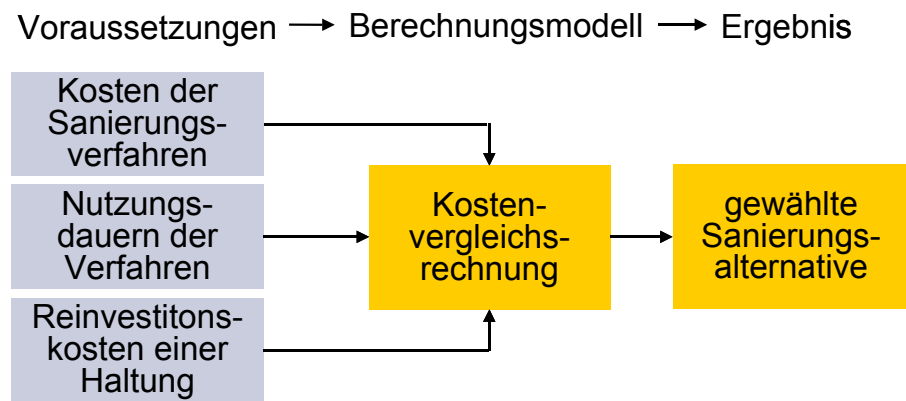 Voraussetzungen → Berechnungsmodell → Ergebnis
Kosten der
Sanierungs-
verfahren
Nutzungs-
dauern der
Verfahren
Reinvestitons-
kosten einer
Haltung
Kosten-
vergleichs-
rechnung
gewählte
Sanierungs-
alternative